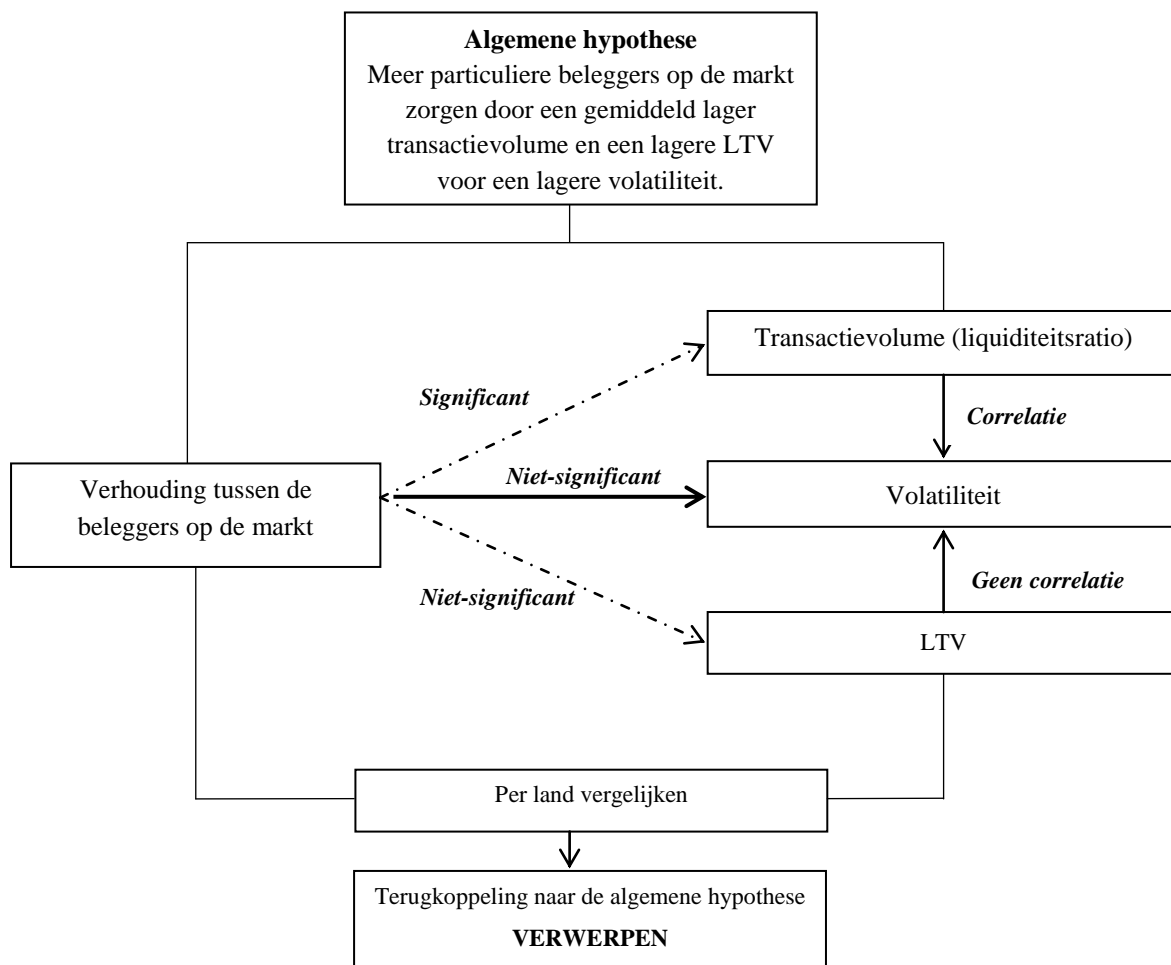 Algemene hypothese
Meer particuliere beleggers op de markt
zorgen door een gemiddeld lager
transactievolume en een lagere LTV
voor een lagere volatiliteit.
Transactievolume (liquiditeitsratio)
Significant
Correlatie
Niet-significant
Verhouding tussen de
beleggers op de markt
Volatiliteit
Geen correlatie
Niet-significant
LTV
Per land vergelijken
Terugkoppeling naar de algemene hypothese
VERWERPEN